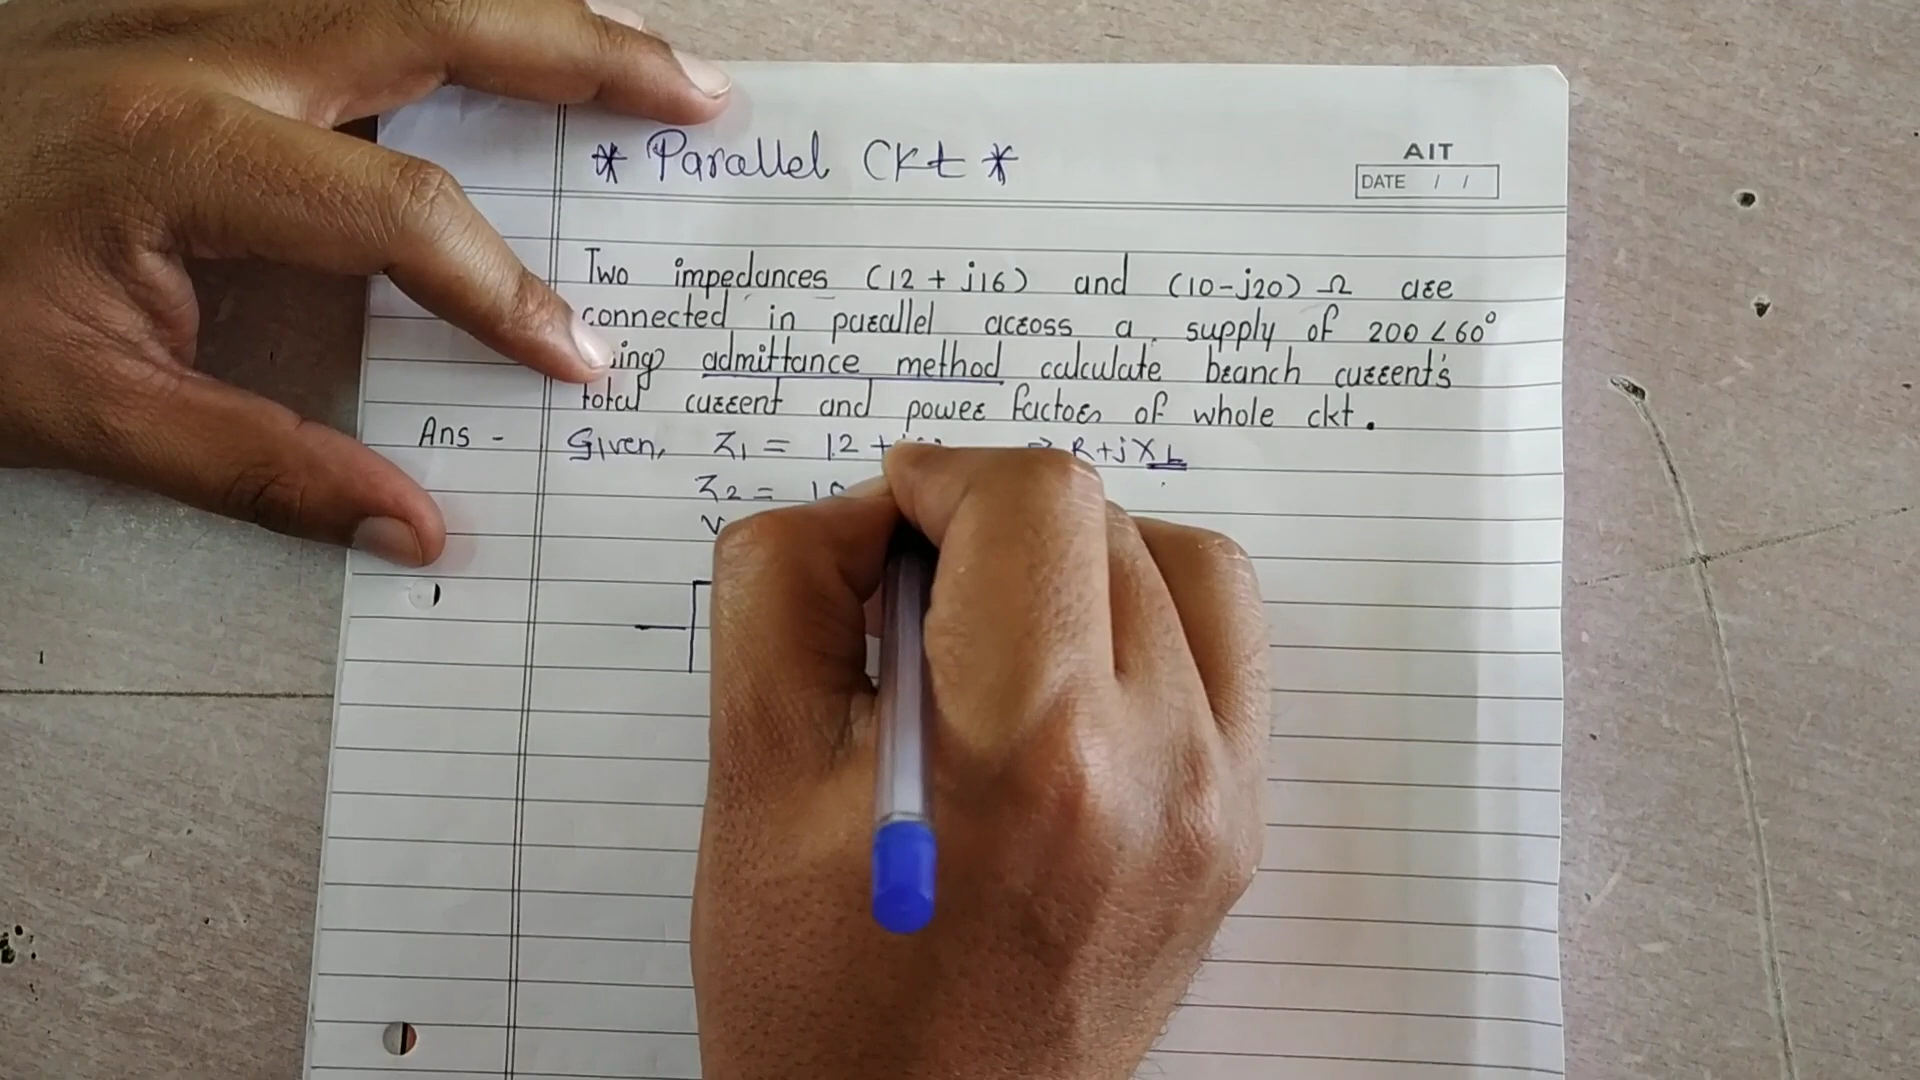 * Parallel Ckt *
AIT
DATE / /
Two impedances (12 + j16) and (10-j20) Ω are
connected in parallel across a supply of 200∠60°
admittance method calculate branch current's
total current and power factor of whole ckt.
Ans - Given, Z1 = 12 + ⇒ R+jXL
Z2 =
V